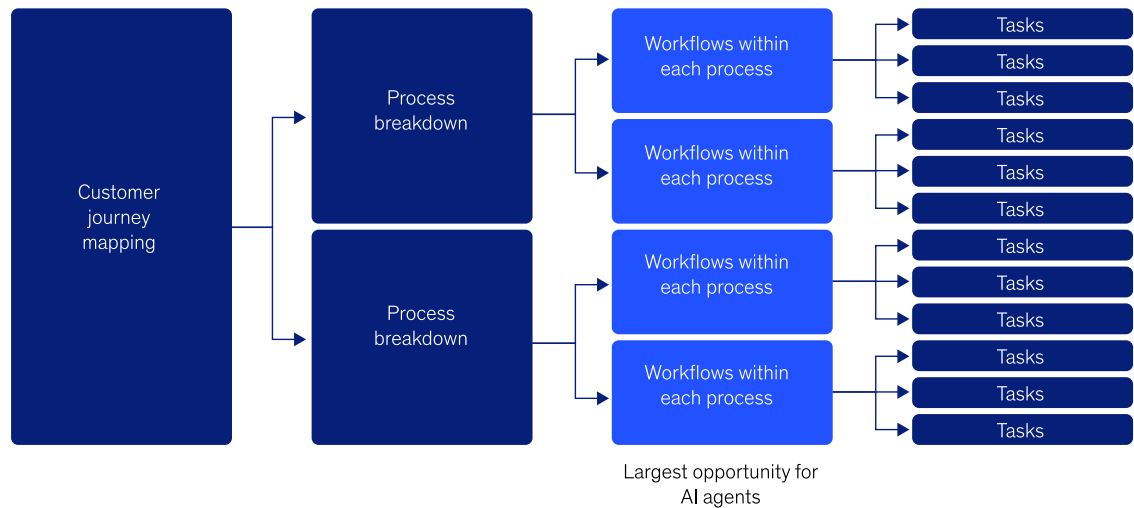 Customer
journey
mapping
Process
breakdown
Process
breakdown
Workflows within
each process
Workflows within
each process
Workflows within
each process
Workflows within
each process
Tasks
Tasks
Tasks
Tasks
Tasks
Tasks
Tasks
Tasks
Tasks
Tasks
Tasks
Tasks
Largest opportunity for
AI agents